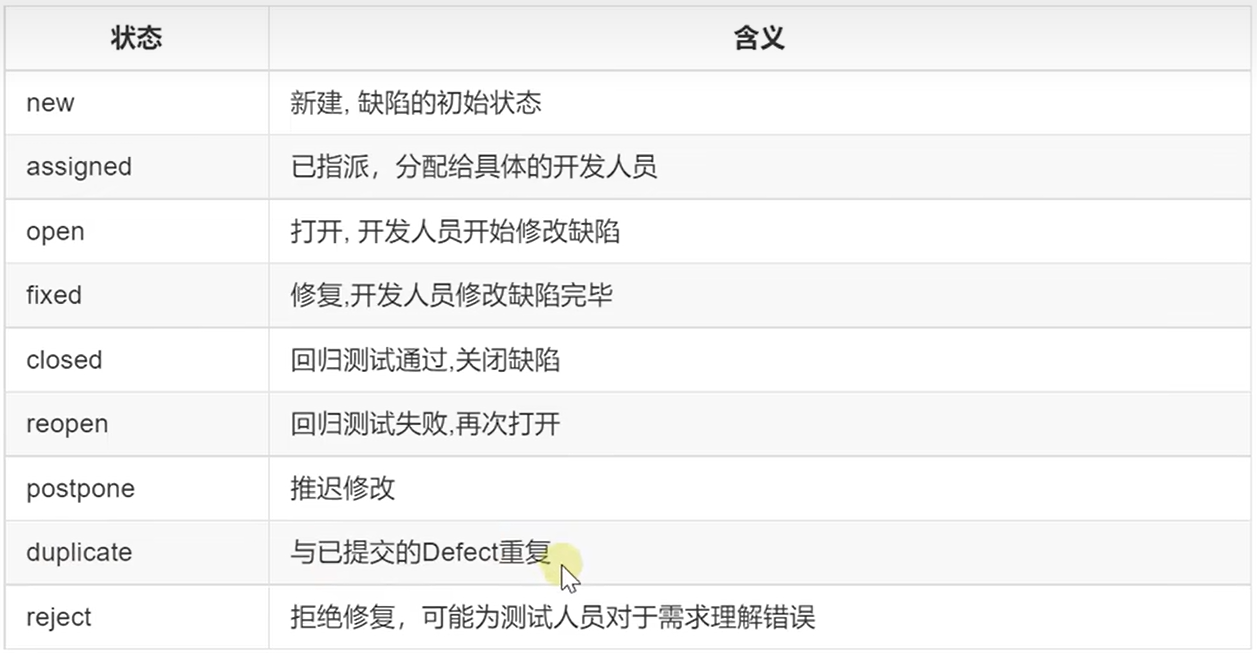 状态 含义
new 新建, 缺陷的初始状态
assigned 已指派，分配给具体的开发人员
open 打开, 开发人员开始修改缺陷
fixed 修复,开发人员修改缺陷完毕
closed 回归测试通过,关闭缺陷
reopen 回归测试失败,再次打开
postpone 推迟修改
duplicate 与已提交的Defect重复
reject 拒绝修复，可能为测试人员对于需求理解错误